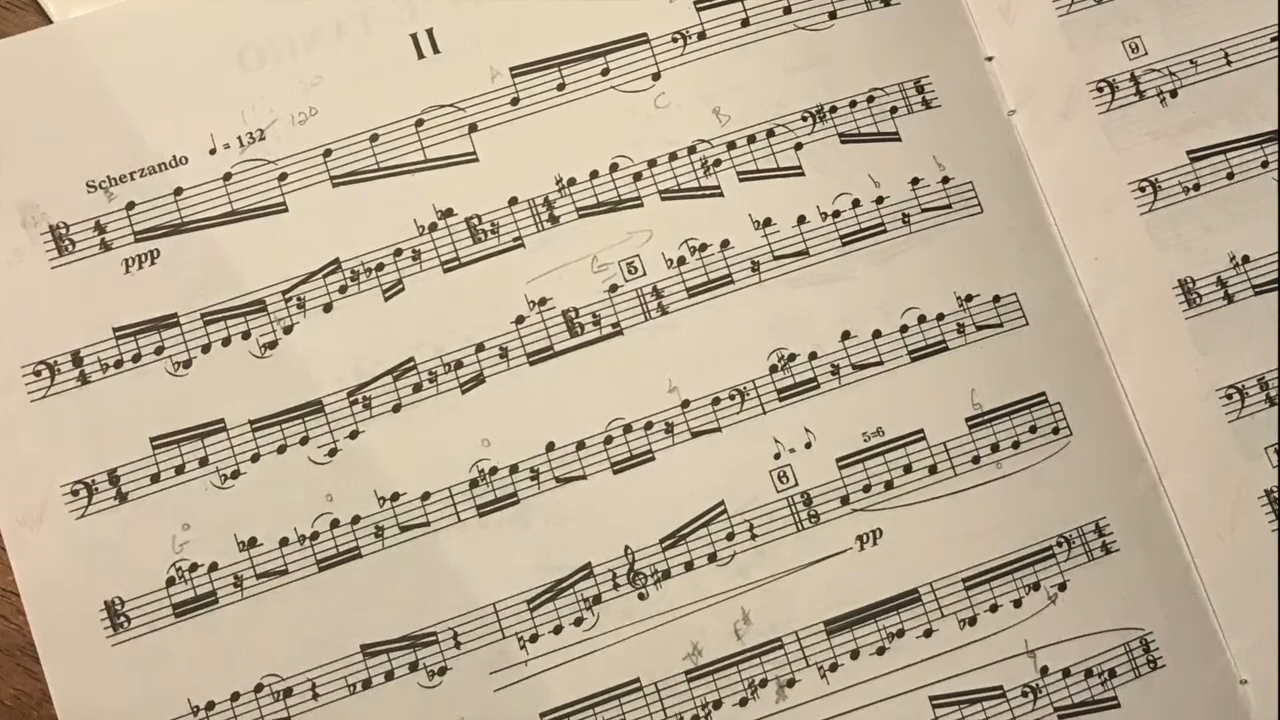 II
A
Scherzando ♩ = 132 120
ppp
C
B
9
G
5
b
b
G
♪ = ♪
5=6
6
G
pp
F#